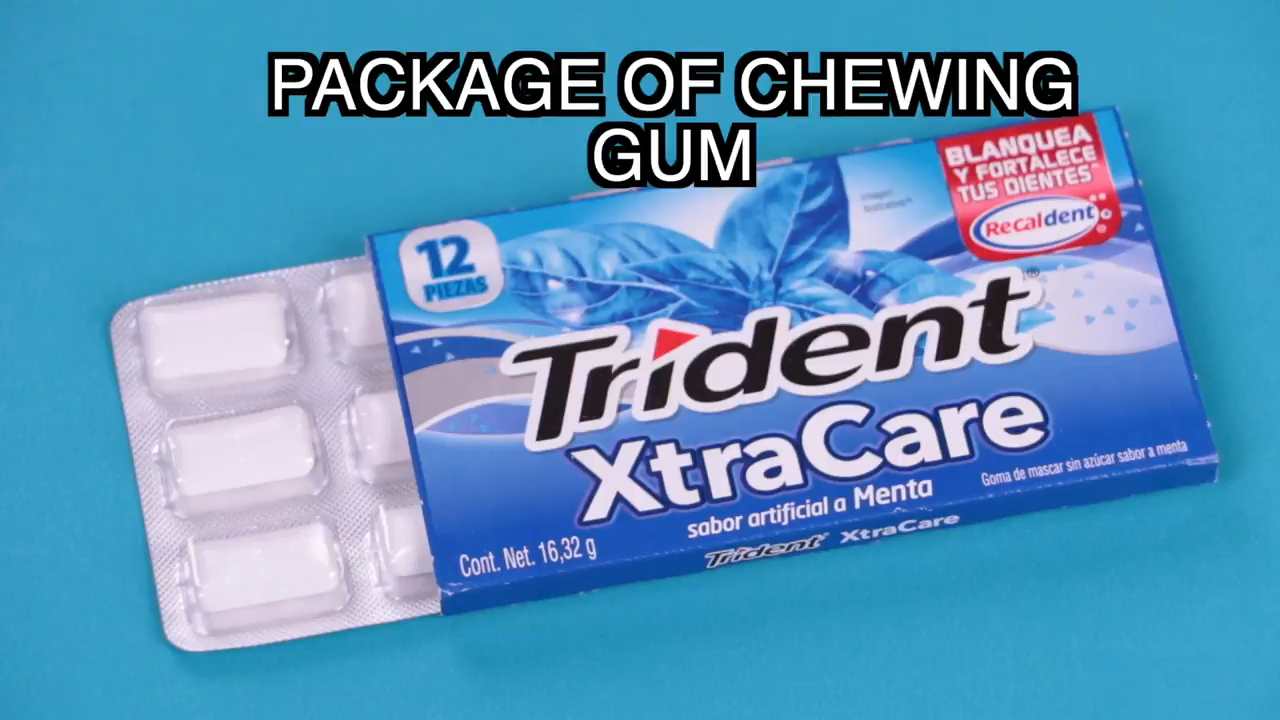 PACKAGE OF CHEWING
GUM
BLANQUEA
Y FORTALECE
TUS DIENTES
Recaldent
12
PIEZAS
Trident
XtraCare
sabor artificial a Menta
Goma de mascar sin azúcar sabor a menta
Cont. Net. 16,32 g
Trident XtraCare